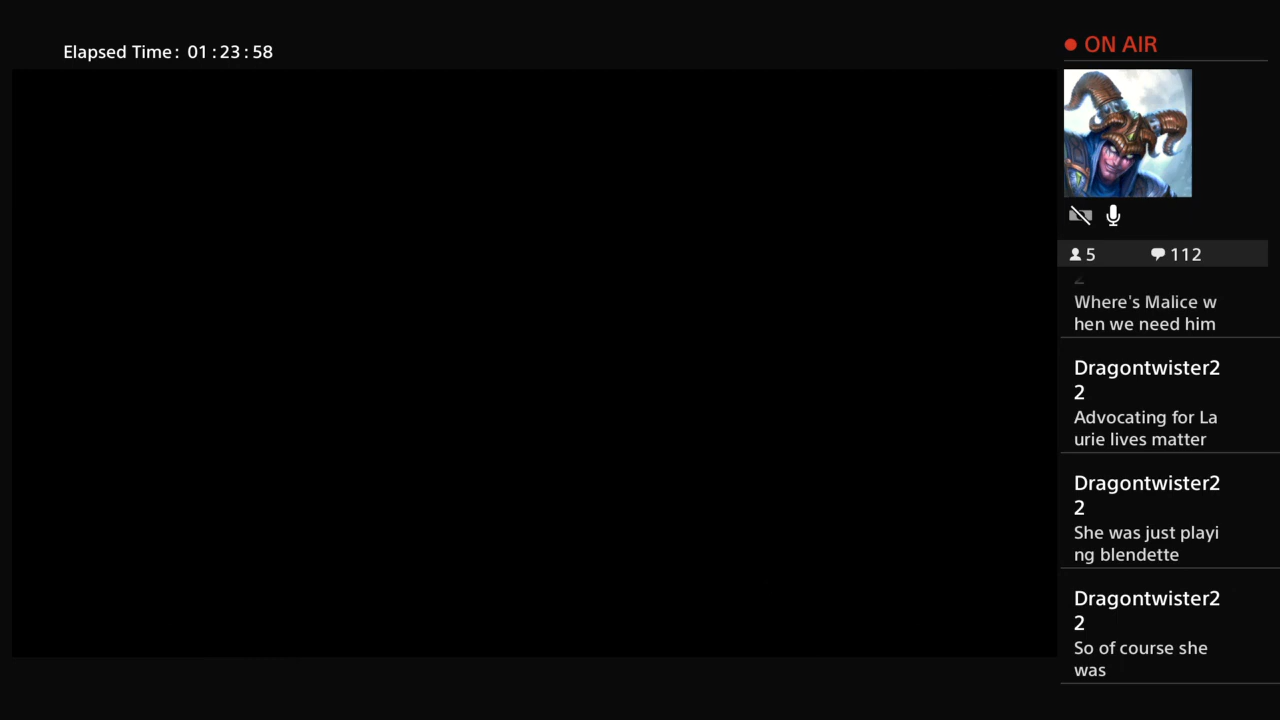 Elapsed Time: 01:23:58
ON AIR
5 112
Where's Malice w
hen we need him
Dragontwister2
2
Advocating for La
urie lives matter
Dragontwister2
2
She was just playi
ng blendette
Dragontwister2
2
So of course she
was